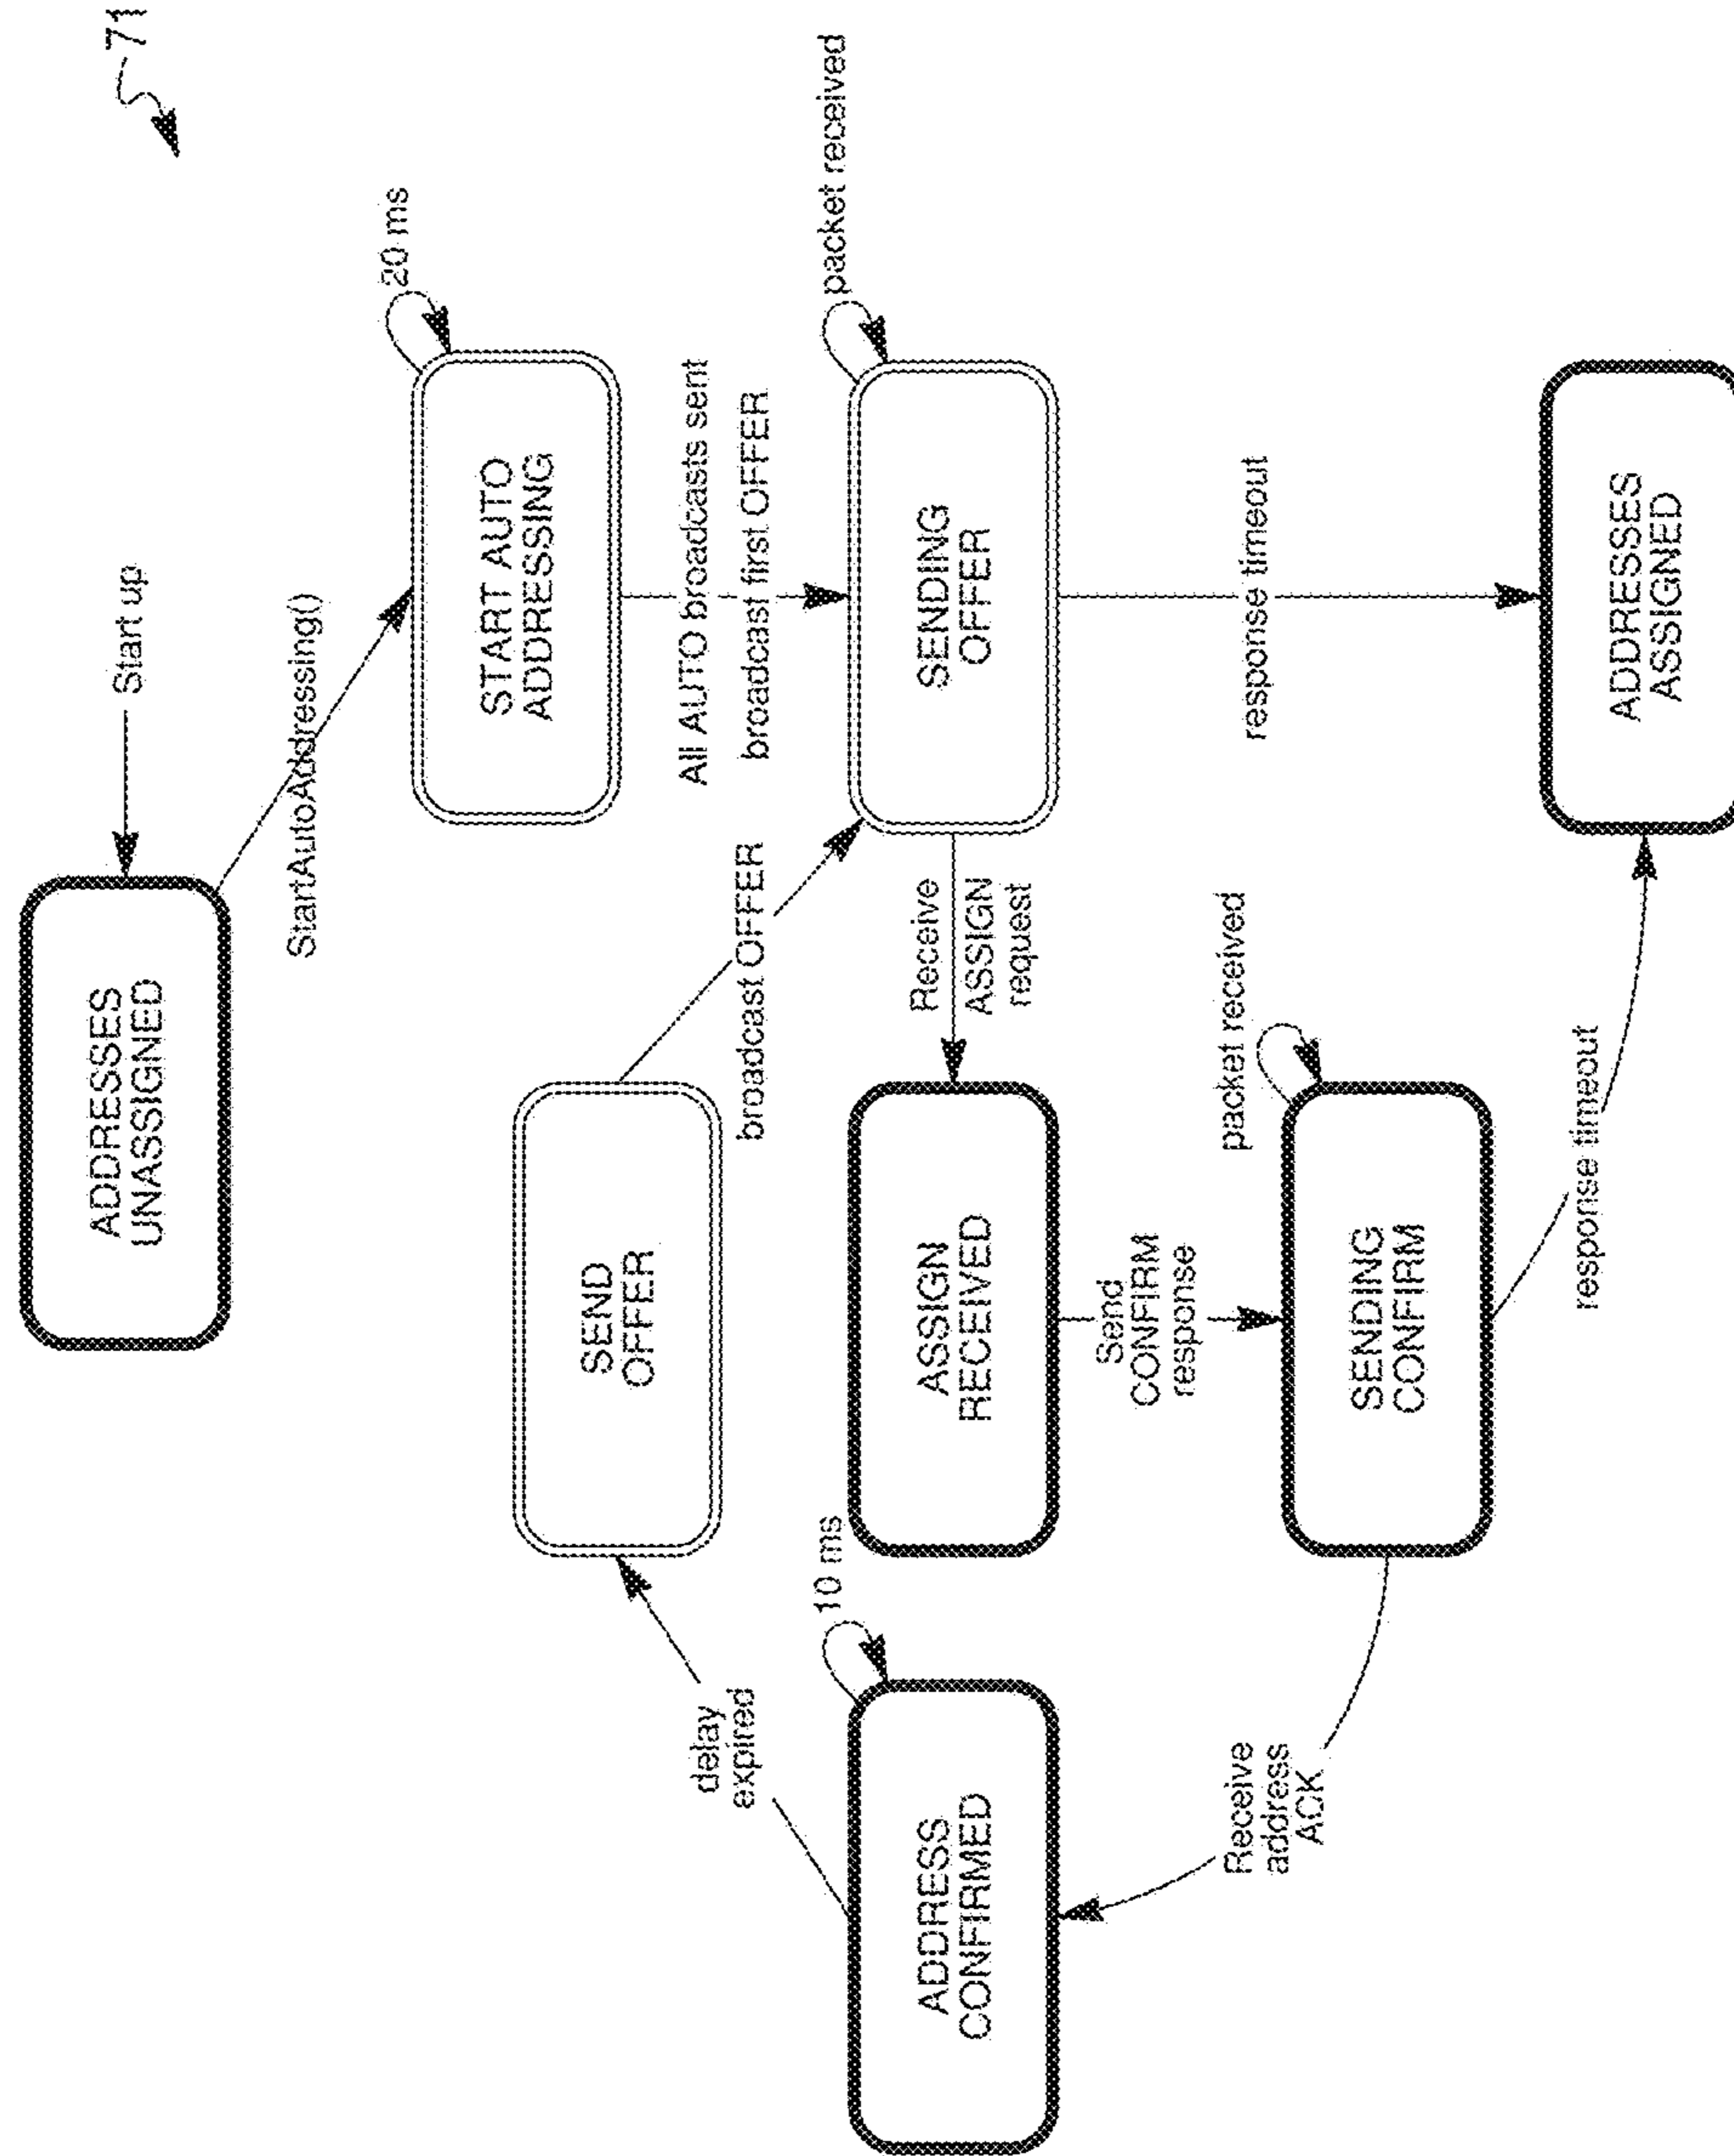 71
Start up
ADDRESSES
UNASSIGNED
StartAutoAddressing()
20 ms
START AUTO
ADDRESSING
All AUTO broadcasts sent
broadcast first OFFER
SEND
OFFER
broadcast OFFER
delay
expired
packet received
SENDING
OFFER
Receive
ASSIGN
request
ASSIGN
RECEIVED
10 ms
ADDRESS
CONFIRMED
Send
CONFIRM
response
packet received
SENDING
CONFIRM
Receive
address
ACK
response timeout
response timeout
ADDRESSES
ASSIGNED